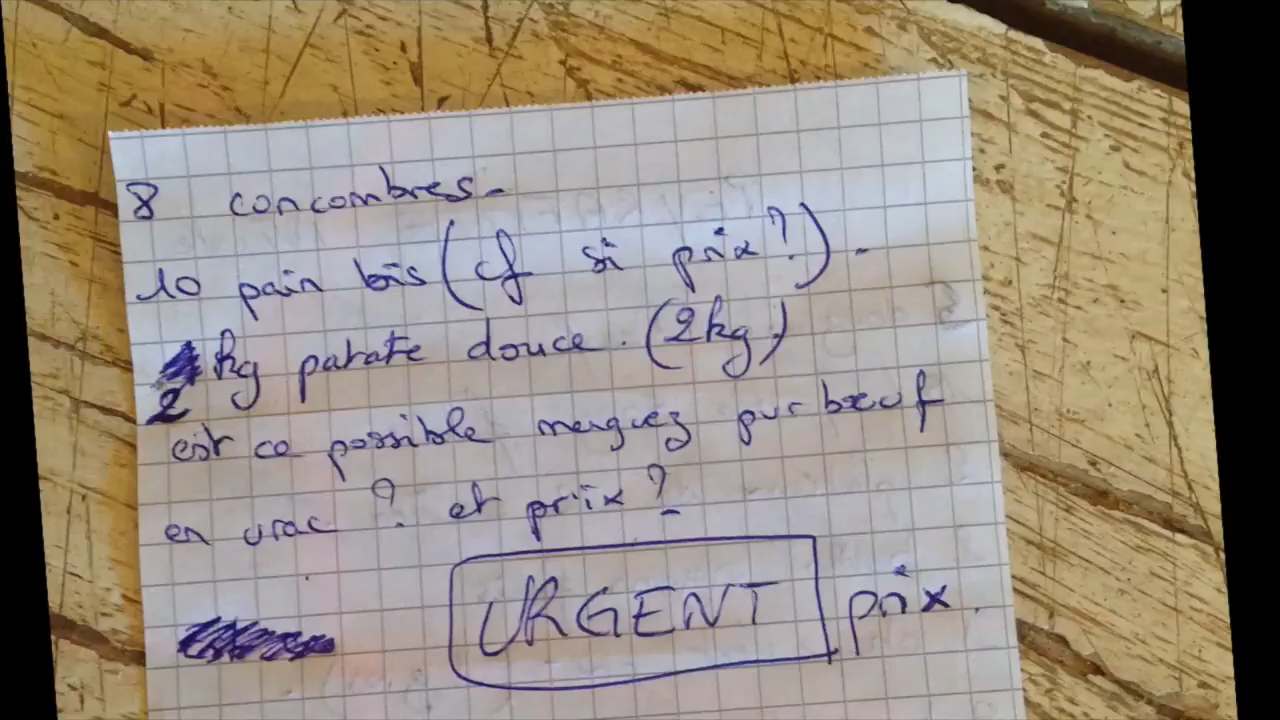 8 concombres -
10 pain bis (cf si prix ?) -
2 kg patate douce. (2kg)
est ce possible merguez pur bœuf
en vrac ? et prix ?
URGENT prix.